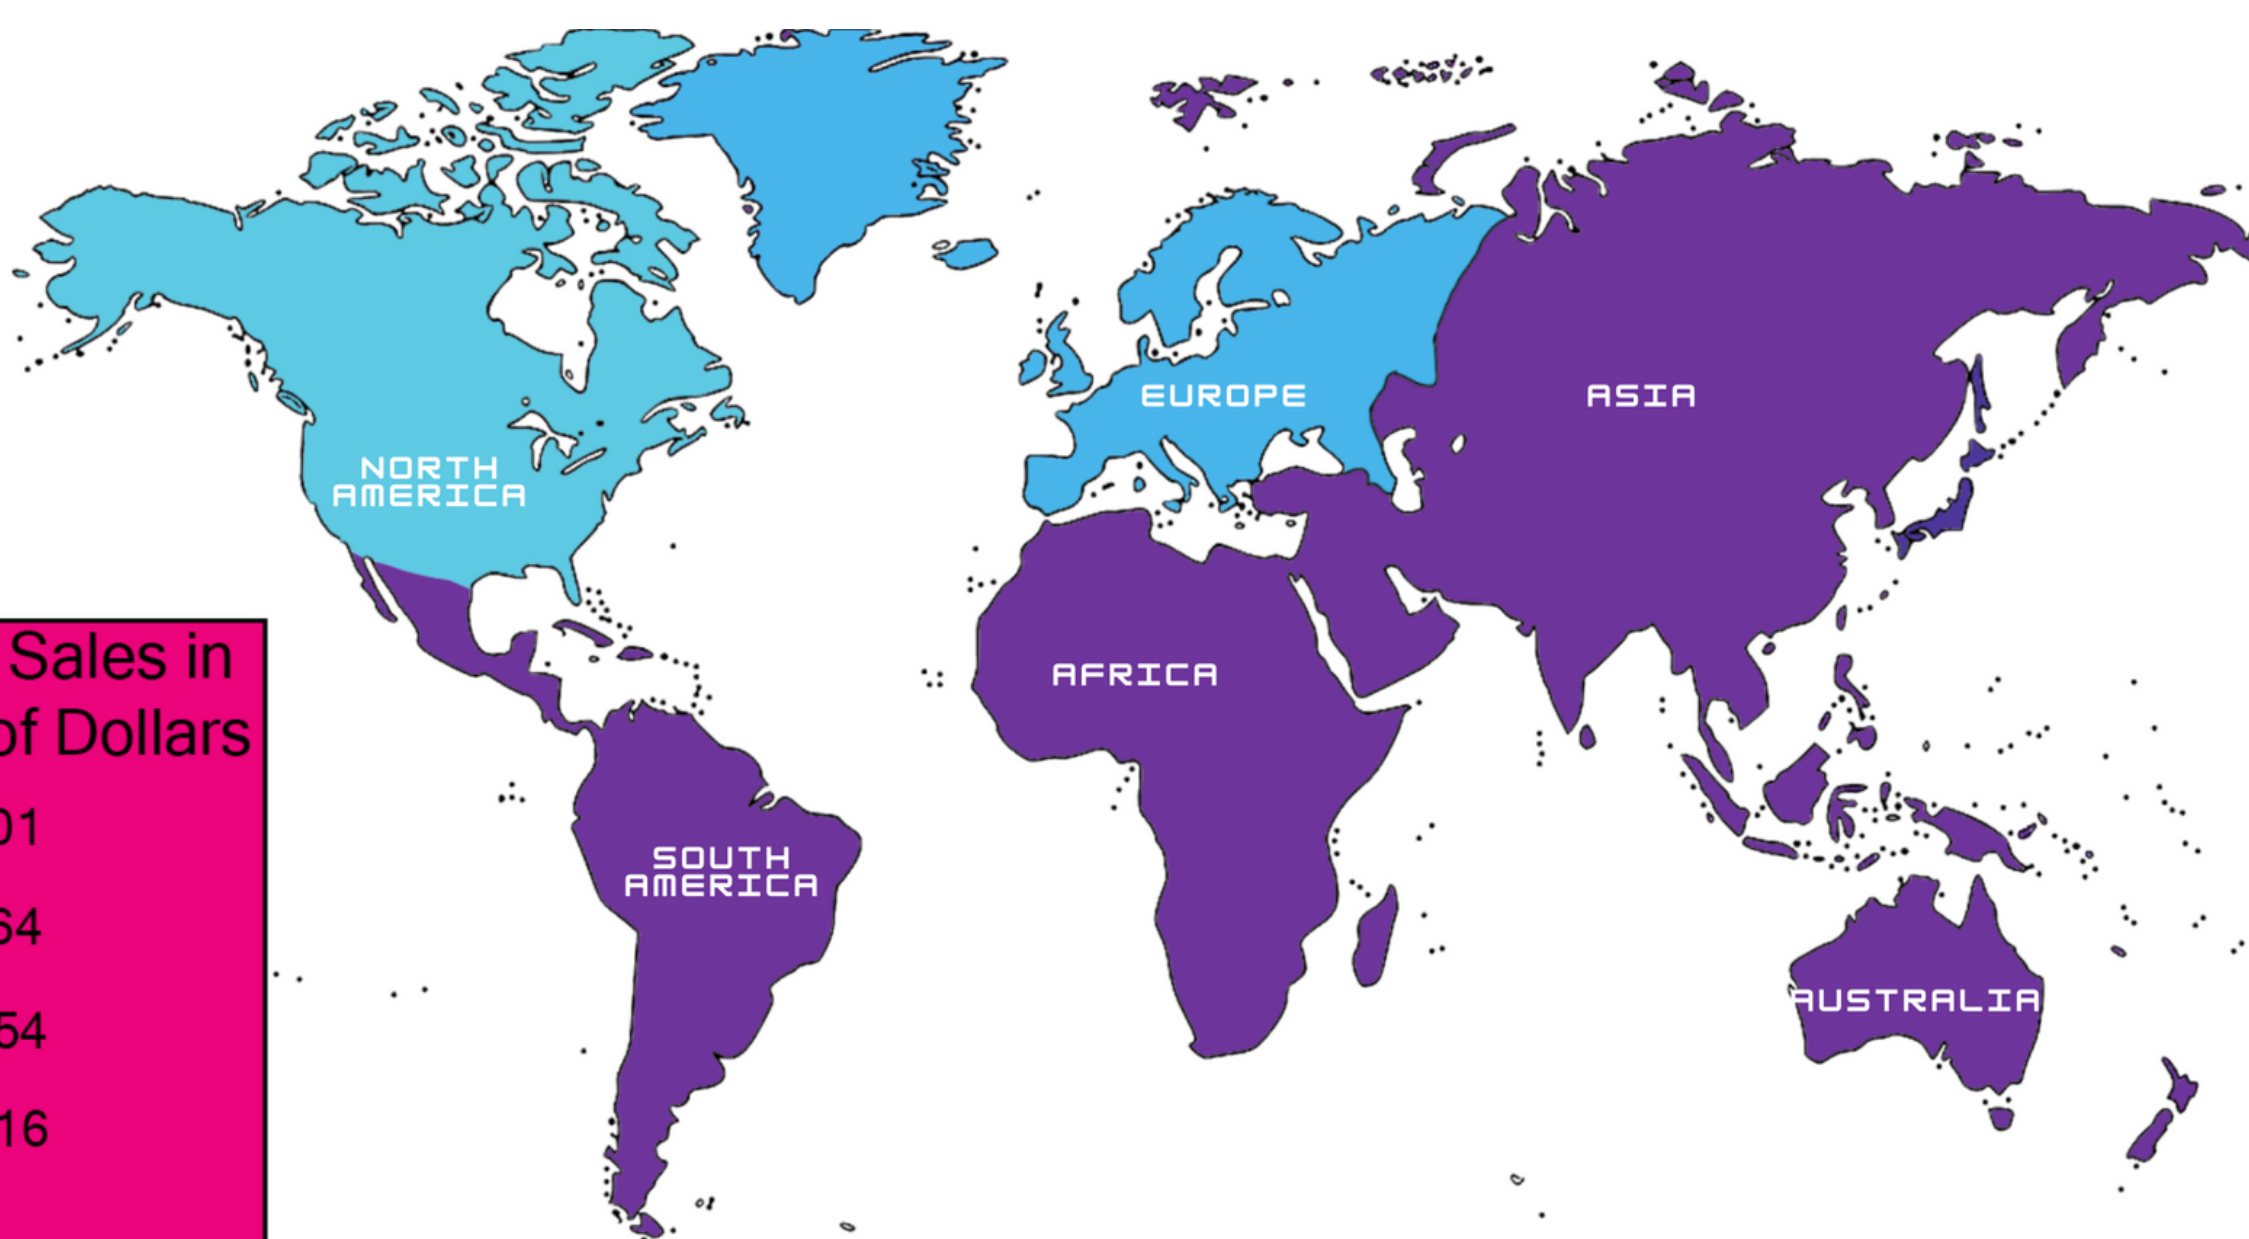 NORTH
AMERICA
EUROPE
ASIA
AFRICA
SOUTH
AMERICA
AUSTRALIA
Sales in
of Dollars
01
64
54
16